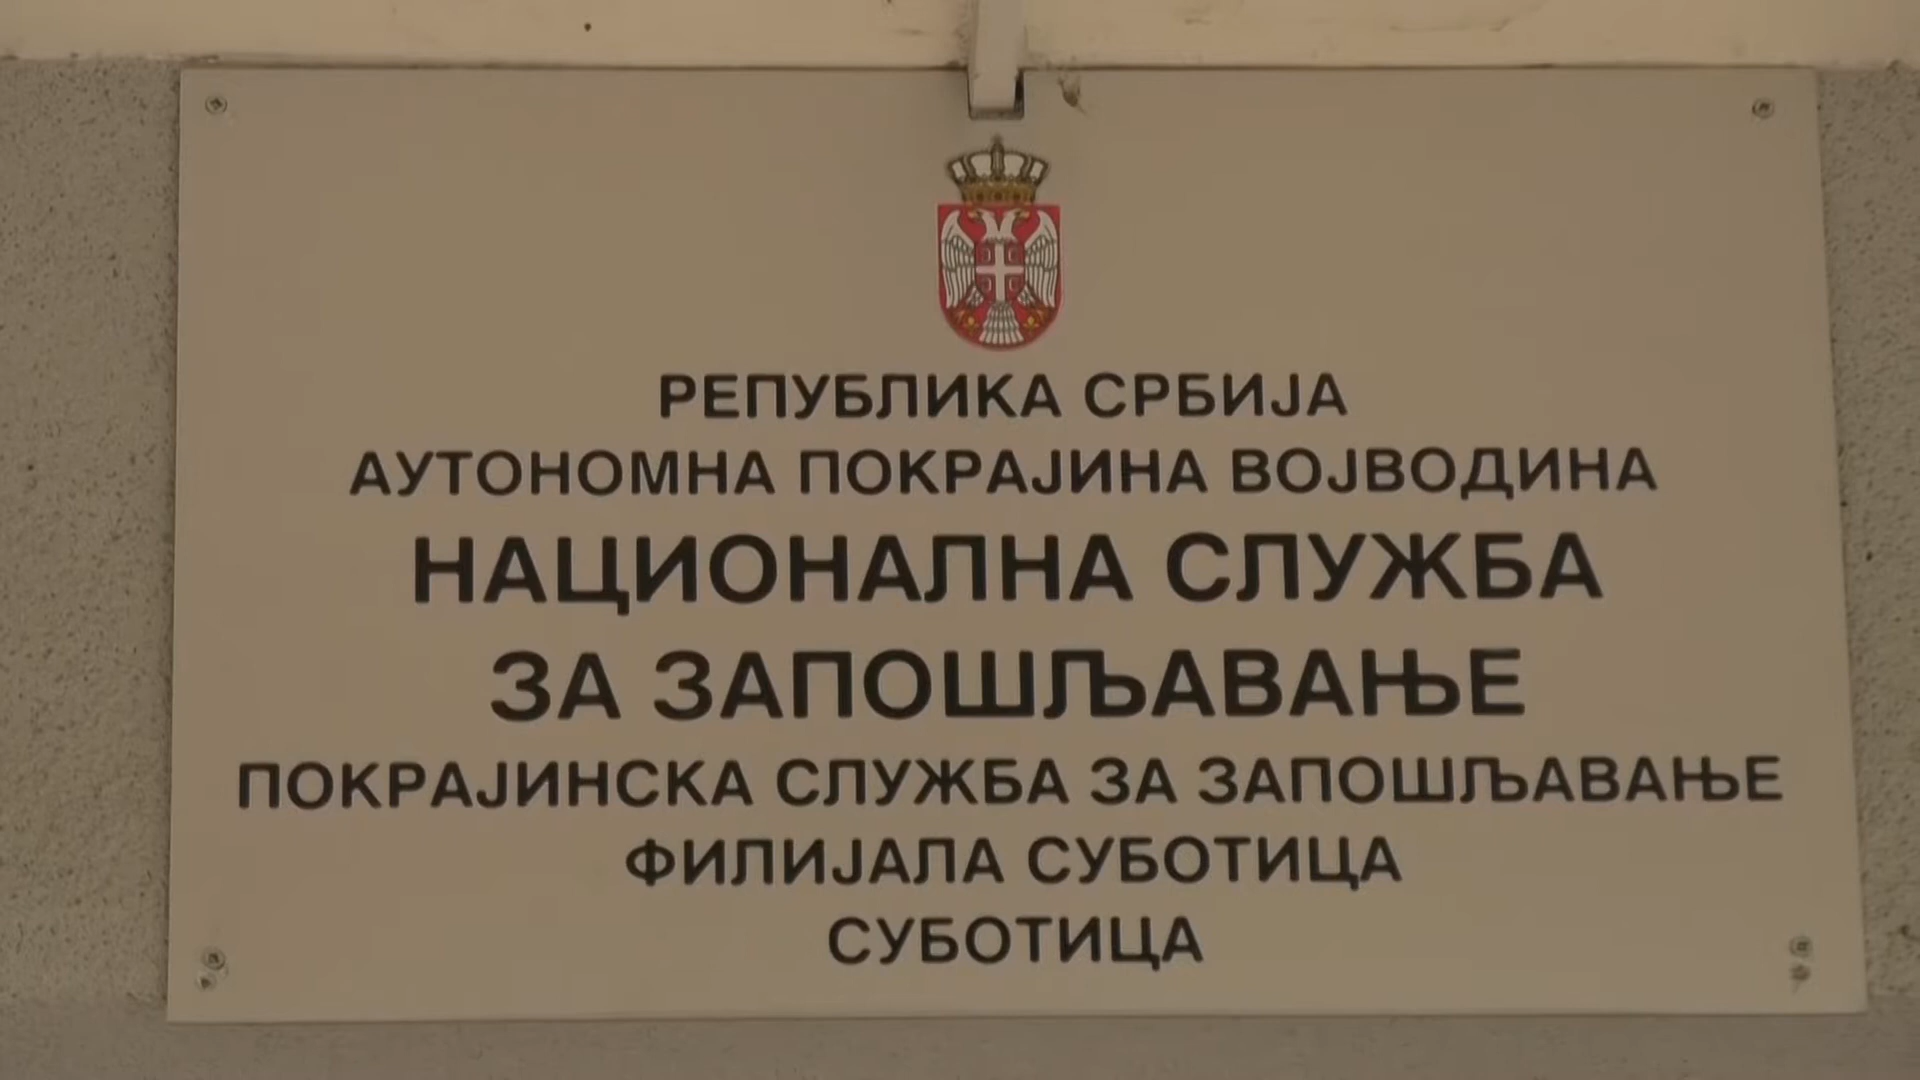 РЕПУБЛИКА СРБИЈА
АУТОНОМНА ПОКРАЈИНА ВОЈВОДИНА
НАЦИОНАЛНА СЛУЖБА
ЗА ЗАПОШЉАВАЊЕ
ПОКРАЈИНСКА СЛУЖБА ЗА ЗАПОШЉАВАЊЕ
ФИЛИЈАЛА СУБОТИЦА
СУБОТИЦА